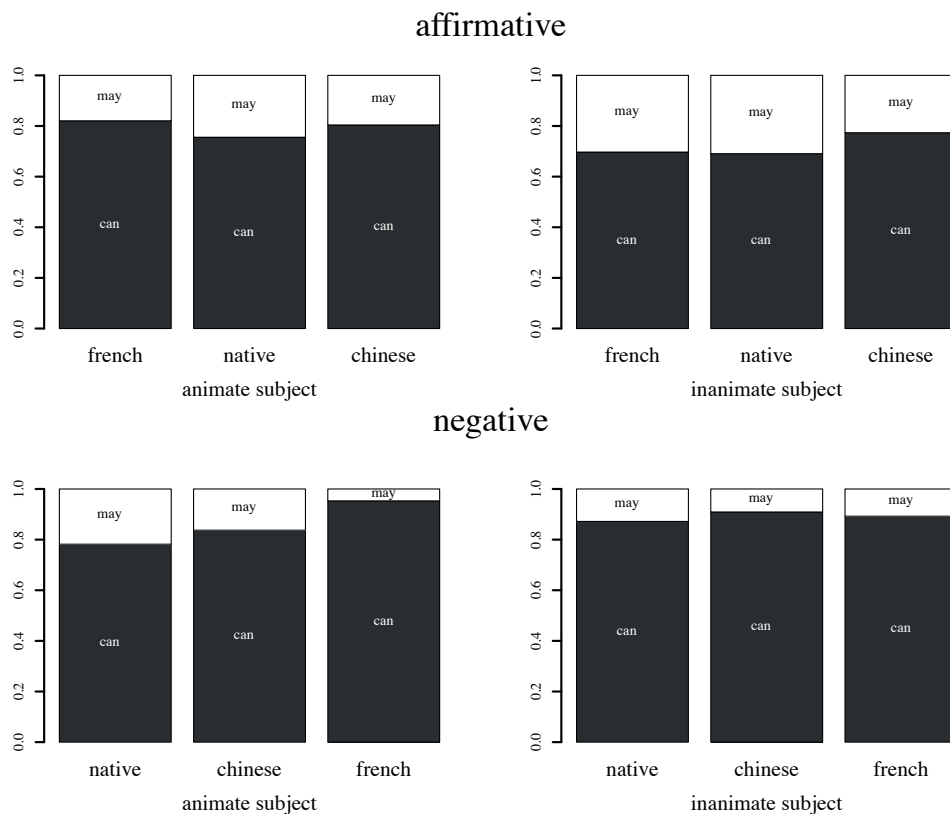 affirmative
1.0
0.8
0.6
0.4
0.2
0.0
may
may
may
can
can
can
french native chinese
animate subject
1.0
0.8
0.6
0.4
0.2
0.0
may
may
may
can
can
can
french native chinese
inanimate subject
negative
1.0
0.8
0.6
0.4
0.2
0.0
may
may
may
can
can
can
native chinese french
animate subject
1.0
0.8
0.6
0.4
0.2
0.0
may
may
may
can
can
can
native chinese french
inanimate subject